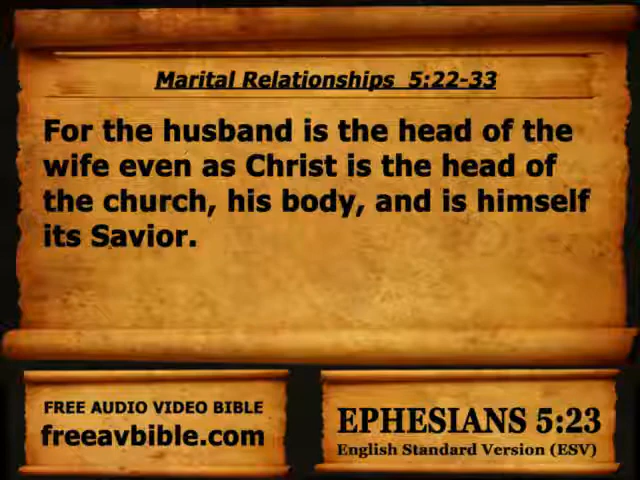 Marital Relationships 5:22-33
For the husband is the head of the
wife even as Christ is the head of
the church, his body, and is himself
its Savior.
FREE AUDIO VIDEO BIBLE
freeavbible.com
EPHESIANS 5:23
English Standard Version (ESV)